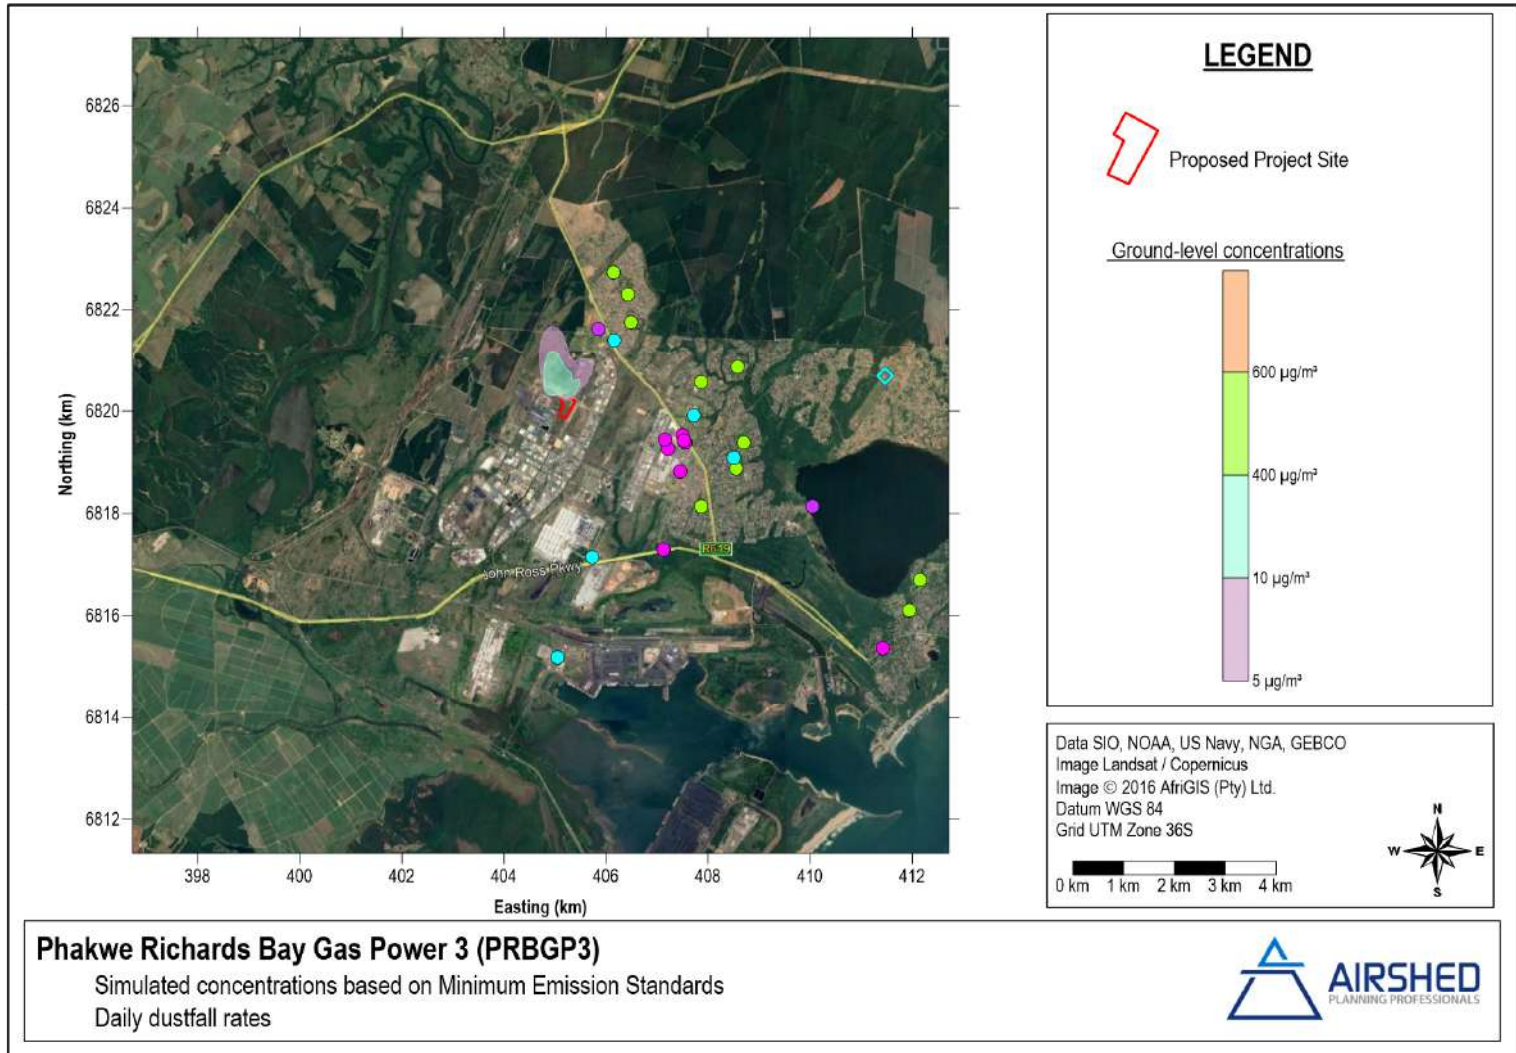 6826
6824
6822
6820
6818
6816
6814
6812
Northing (km)
398
400
402
404
406
408
410
412
Easting (km)
R619
John Ross Pkwy
LEGEND
Proposed Project Site
Ground-level concentrations
600 µg/m³
400 µg/m³
10 µg/m³
5 µg/m³
Data SIO, NOAA, US Navy, NGA, GEBCO
Image Landsat / Copernicus
Image © 2016 AfriGIS (Pty) Ltd.
Datum WGS 84
Grid UTM Zone 36S
0 km 1 km 2 km 3 km 4 km
N
W E
S
Phakwe Richards Bay Gas Power 3 (PRBGP3)
Simulated concentrations based on Minimum Emission Standards
Daily dustfall rates
AIRSHED
PLANNING PROFESSIONALS